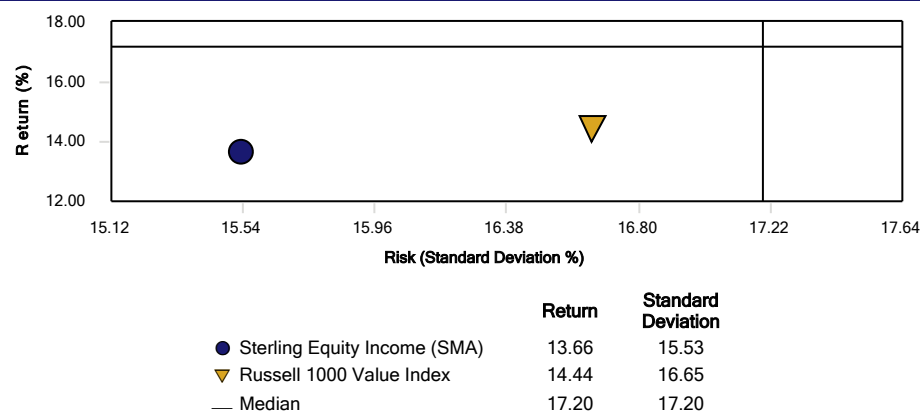 18.00
16.00
14.00
12.00
Return (%)
15.12 15.54 15.96 16.38 16.80 17.22 17.64
Risk (Standard Deviation %)
Return Standard Deviation
Sterling Equity Income (SMA) 13.66 15.53
Russell 1000 Value Index 14.44 16.65
Median 17.20 17.20